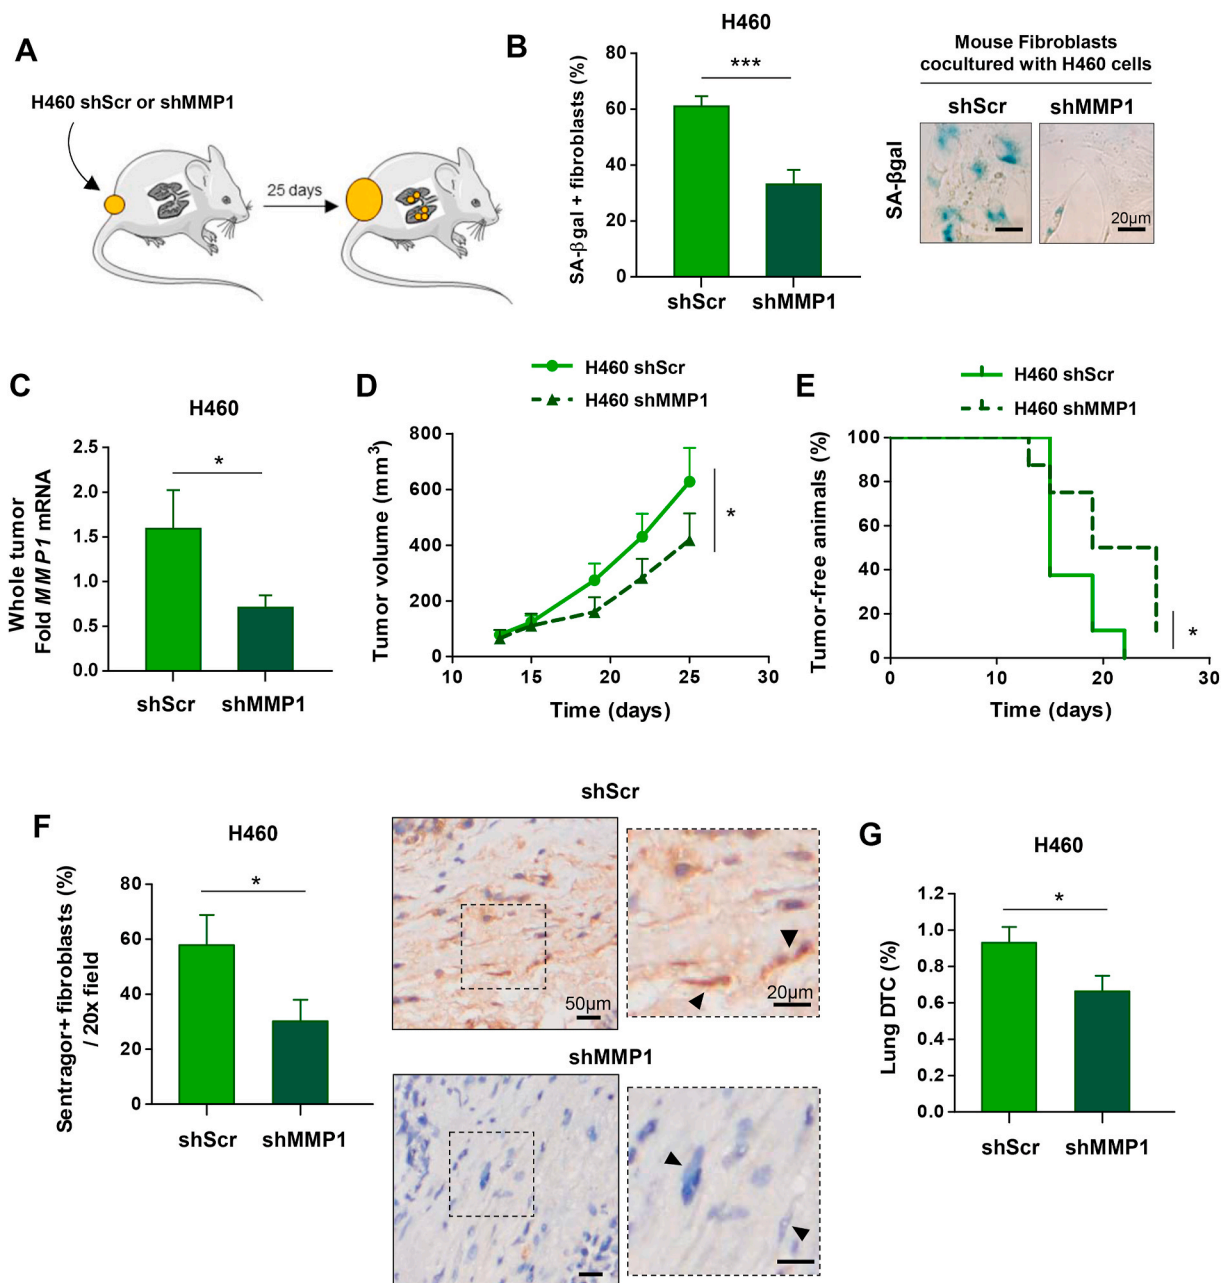 A
H460 shScr or shMMP1
25 days
B
H460
SA-βgal + fibroblasts (%)
80
60
40
20
0
***
shScr
shMMP1
Mouse Fibroblasts
cocultured with H460 cells
shScr
shMMP1
SA-βgal
20μm
C
H460
Whole tumor
Fold MMP1 mRNA
2.5
2.0
1.5
1.0
0.5
0.0
*
shScr
shMMP1
D
H460 shScr
H460 shMMP1
Tumor volume (mm³)
800
600
400
200
0
*
10
15
20
25
30
Time (days)
E
H460 shScr
H460 shMMP1
Tumor-free animals (%)
100
80
60
40
20
0
*
0
10
20
30
Time (days)
F
H460
Sentragor+ fibroblasts (%)
/ 20x field
80
60
40
20
0
*
shScr
shMMP1
shScr
50μm
20μm
shMMP1
G
H460
Lung DTC (%)
1.2
1.0
0.8
0.6
0.4
0.2
0.0
*
shScr
shMMP1